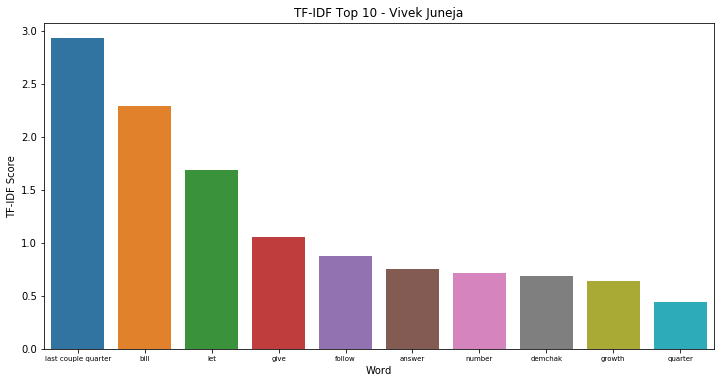 TF-IDF Top 10 - Vivek Juneja
TF-IDF Score
3.0
2.5
2.0
1.5
1.0
0.5
0.0
last couple quarter bill let give follow answer number demchak growth quarter
Word